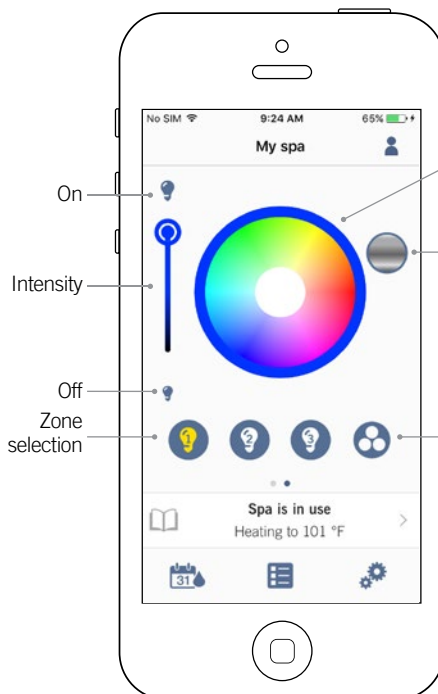 No SIM 9:24 AM 65%
My spa
On
Intensity
Off
Zone
selection
1 2 3
Spa is in use
Heating to 101 °F
31